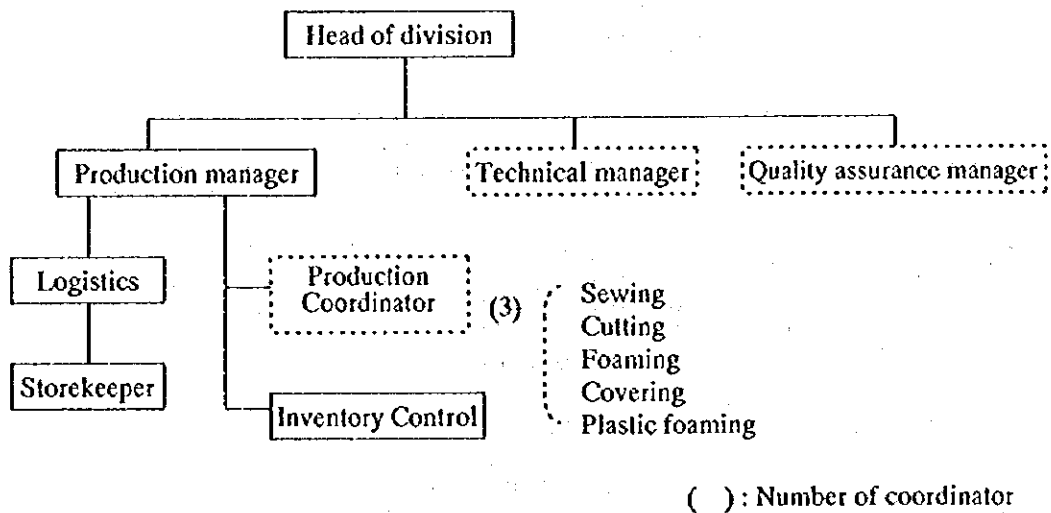 Head of division
Production manager
Technical manager
Quality assurance manager
Logistics
Production
Coordinator
(3)
Sewing
Cutting
Foaming
Covering
Plastic foaming
Storekeeper
Inventory Control
( ) : Number of coordinator